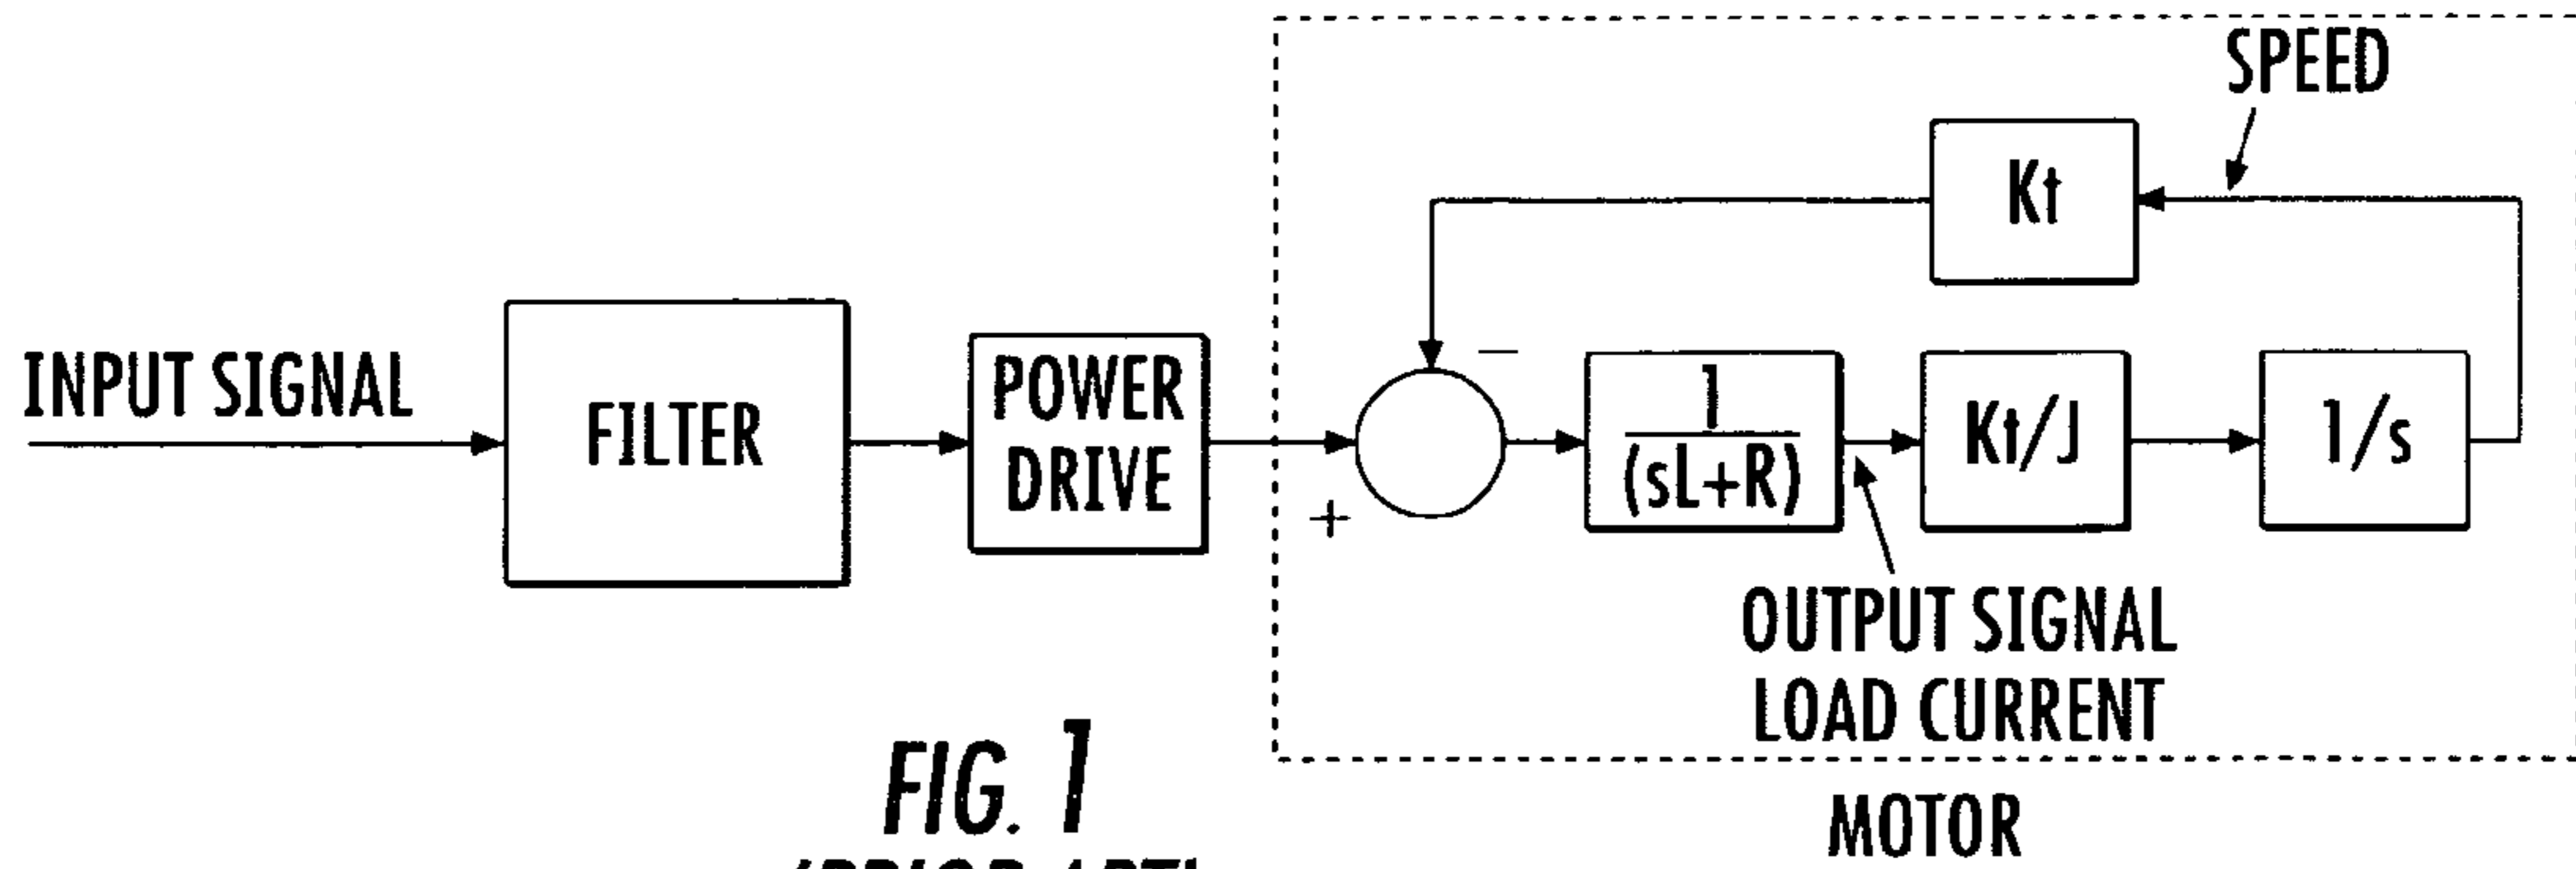 SPEED
Kt
INPUT SIGNAL
FILTER
POWER
DRIVE
+
−
1
(sL+R)
Kt/J
1/s
OUTPUT SIGNAL
LOAD CURRENT
MOTOR
FIG. 1